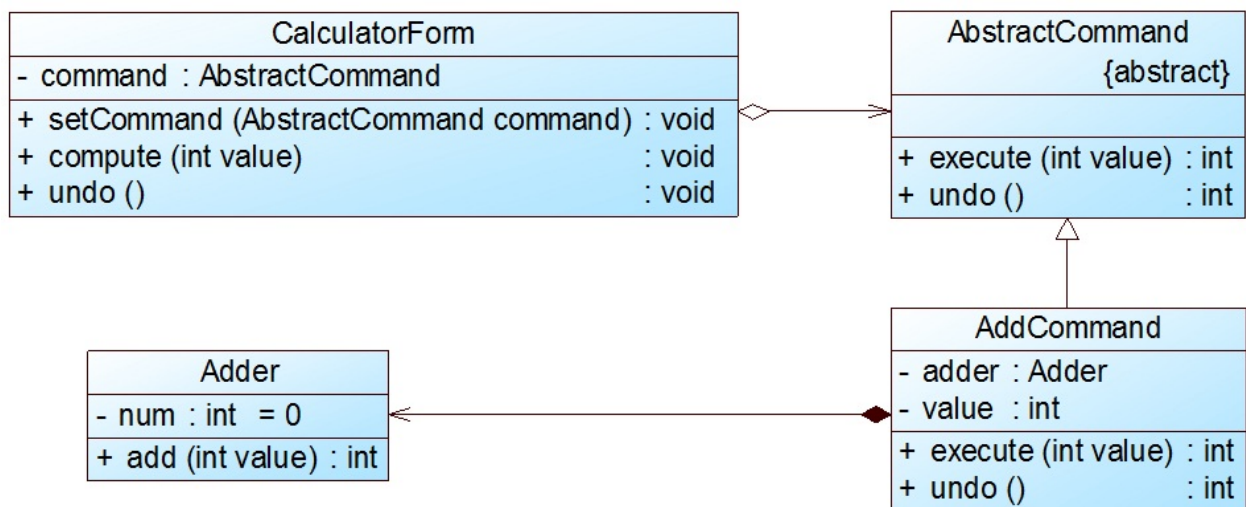 CalculatorForm
- command : AbstractCommand
+ setCommand (AbstractCommand command) : void
+ compute (int value) : void
+ undo () : void
AbstractCommand
{abstract}
+ execute (int value) : int
+ undo () : int
Adder
- num : int = 0
+ add (int value) : int
AddCommand
- adder : Adder
- value : int
+ execute (int value) : int
+ undo () : int